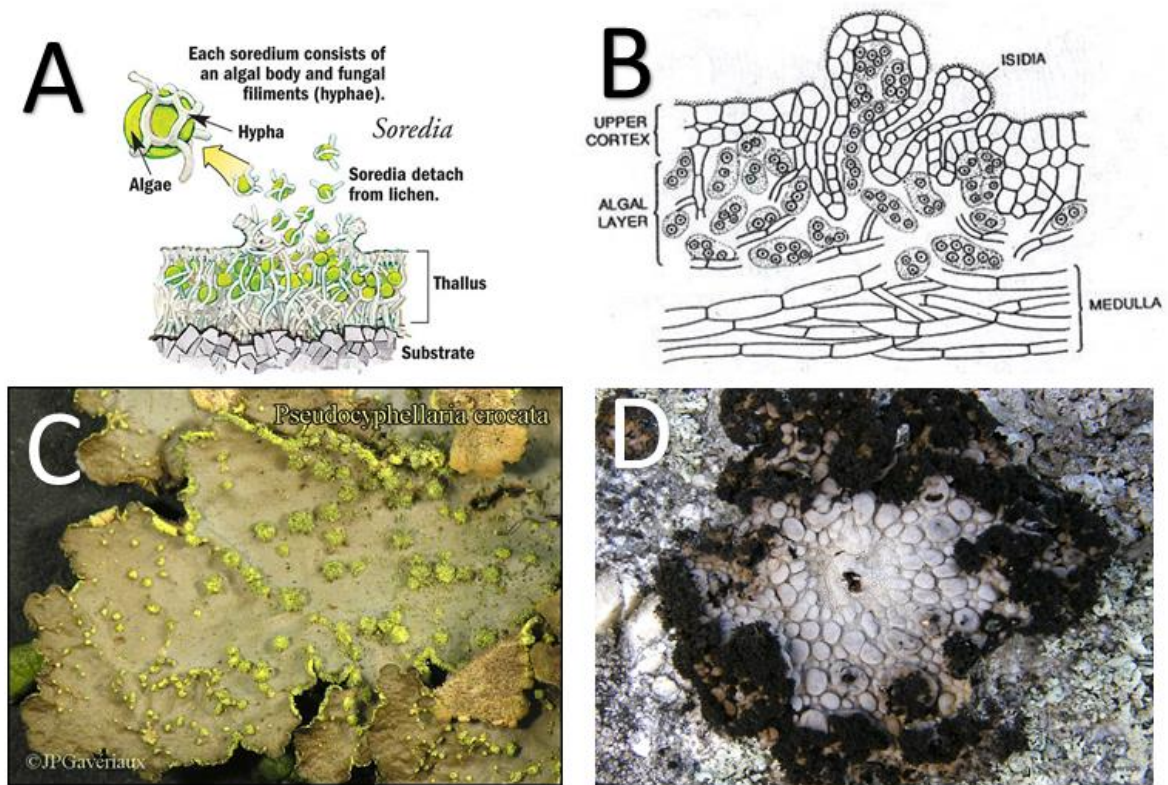 A
Each soredium consists of
an algal body and fungal
filiments (hyphae).
Hypha
Soredia
Algae
Soredia detach
from lichen.
Thallus
Substrate
B
ISIDIA
UPPER
CORTEX
ALGAL
LAYER
MEDULLA
C
Pseudocyphellaria crocata
©JPGavériaux
D